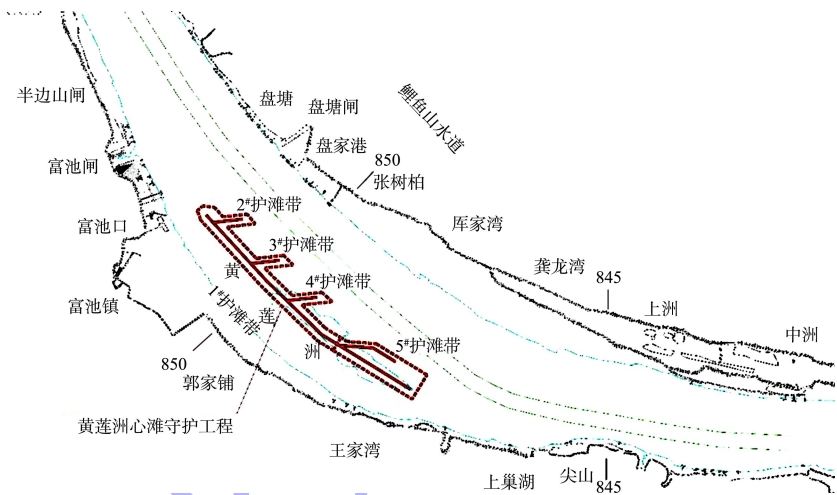 半边山闸
盘塘
盘塘闸
盘家港
鲤鱼山水道
850
张树柏
富池闸
富池口
富池镇
2#护滩带
3#护滩带
4#护滩带
1#护滩带
5#护滩带
黄
莲
洲
厍家湾
龚龙湾
845
上洲
中洲
850
郭家铺
黄莲洲心滩守护工程
王家湾
上巢湖
尖山
845